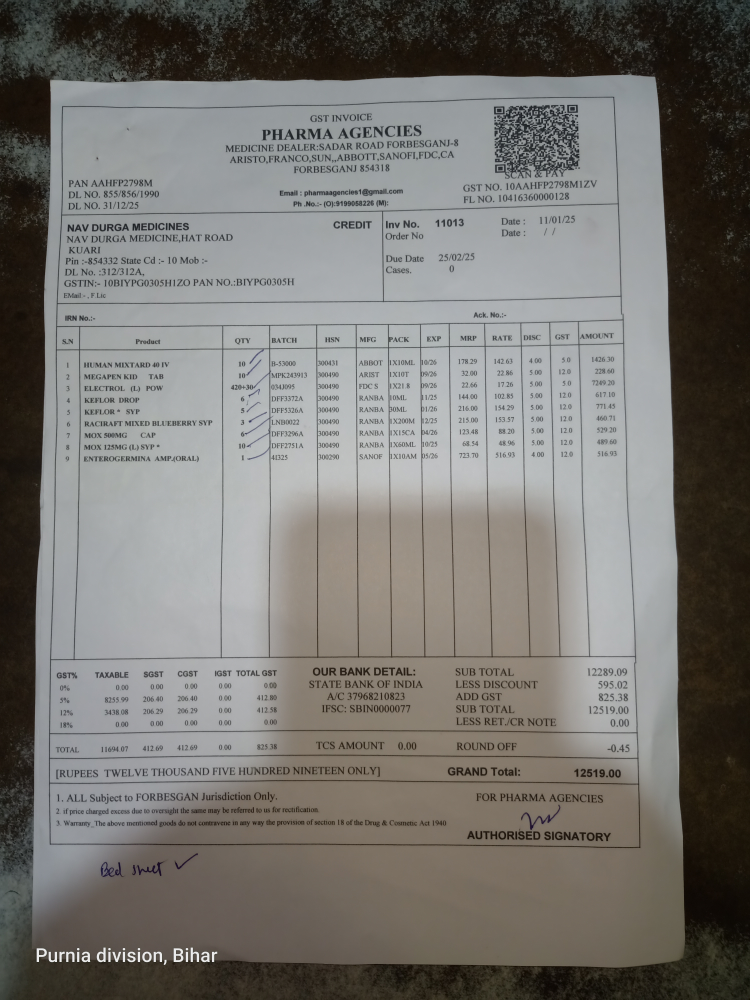 GST INVOICE
PHARMA AGENCIES
MEDICINE DEALER:SADAR ROAD FORBESGANJ-8
ARISTO,FRANCO,SUN,,ABBOTT,SANOFI,FDC,CA
FORBESGANJ 854318
SCAN & PAY
PAN AAHFP2798M
DL NO. 855/856/1990
DL NO. 31/12/25
Email : pharmaagencies1@gmail.com
Ph .No.:- (O):9199088226 (M):
GST NO. 10AAHFP2798M1ZV
FL NO. 10416360000128
NAV DURGA MEDICINES CREDIT
NAV DURGA MEDICINE,HAT ROAD
KUARI
Pin :-854332 State Cd :- 10 Mob :-
DL No. :312/312A,
GSTIN:- 10BIYPG0305H1ZO PAN NO.:BIYPG0305H
EMail - , F.Lic
Inv No. 11013 Date : 11/01/25
Order No Date : / /
Due Date 25/02/25
Cases. 0
IRN No.:- Ack. No.:-
S.N Product QTY BATCH HSN MFG PACK EXP MRP RATE DISC GST AMOUNT
1 HUMAN MIXTARD 40 IV 10 B-53000 300431 ABBOT 1X10ML 10/26 178.29 142.63 4.00 5.0 1426.30
2 MEGAPEN KID TAB 10 MPK243913 300490 ARIST 1X10T 09/26 32.00 22.86 5.00 12.0 228.60
3 ELECTROL (L) POW 420+30 034J095 300490 FDC S 1X21 8 09/26 22.66 17.26 5.00 5.0 7249.20
4 KEFLOR DROP 6 DFF3372A 300490 RANBA 10ML 11/25 144.00 102.85 5.00 12.0 617.10
5 KEFLOR * SYP 5 DFF5326A 300490 RANBA 30ML 01/26 216.00 154.29 5.00 12.0 771.45
6 RACIRAFT MIXED BLUEBERRY SYP 3 LNB0022 300490 RANBA 1X200M 12/25 215.00 153.57 5.00 12.0 460.71
7 MOX 500MG CAP 6 DFF3296A 300490 RANBA 1X15CA 04/26 123.48 88.20 5.00 12.0 529.20
8 MOX 125MG (L) SYP * 10 DFF2751A 300490 RANBA 1X60ML 10/25 68.54 48.96 5.00 12.0 489.60
9 ENTEROGERMINA AMP.(ORAL) 1 4I325 300290 SANOF 1X10AM 05/26 723.70 516.93 4.00 12.0 516.93
GST% TAXABLE SGST CGST IGST TOTAL GST
0% 0.00 0.00 0.00 0.00 0.00
5% 8255.99 206.40 206.40 0.00 412.80
12% 3438.08 206.29 206.29 0.00 412.58
18% 0.00 0.00 0.00 0.00 0.00
TOTAL 11694.07 412.69 412.69 0.00 825.38
OUR BANK DETAIL:
STATE BANK OF INDIA
A/C 37968210823
IFSC: SBIN0000077
TCS AMOUNT 0.00
SUB TOTAL 12289.09
LESS DISCOUNT 595.02
ADD GST 825.38
SUB TOTAL 12519.00
LESS RET./CR NOTE 0.00
ROUND OFF -0.45
[RUPEES TWELVE THOUSAND FIVE HUNDRED NINETEEN ONLY] GRAND Total: 12519.00
1. ALL Subject to FORBESGAN Jurisdiction Only.
2. if price charged excess due to oversight the same may be referred to us for rectification.
3. Warranty_The above mentioned goods do not contravene in any way the provision of section 18 of the Drug & Cosmetic Act 1940
FOR PHARMA AGENCIES
AUTHORISED SIGNATORY
Bed sheet ✓
Purnia division, Bihar